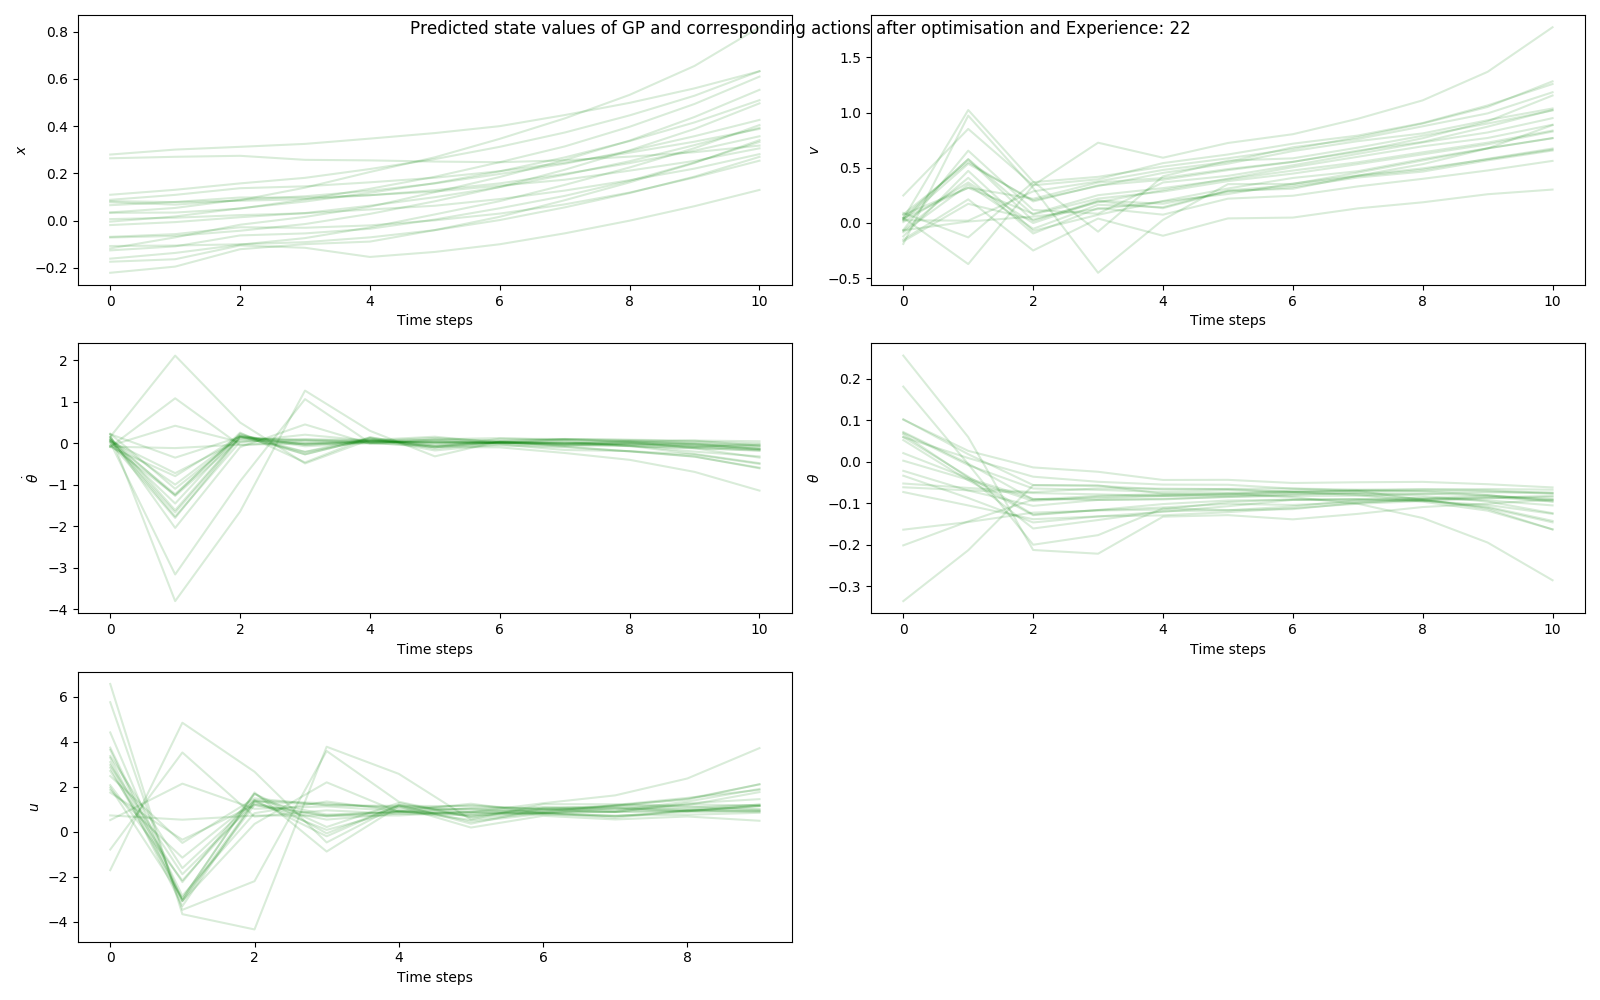 Predicted state values of GP and corresponding actions after optimisation and Experience: 22
0.8
0.6
0.4
0.2
0.0
−0.2
x
0 2 4 6 8 10
Time steps
1.5
1.0
0.5
0.0
−0.5
v
0 2 4 6 8 10
Time steps
2
1
0
−1
−2
−3
−4
θ̇
0 2 4 6 8 10
Time steps
0.2
0.1
0.0
−0.1
−0.2
−0.3
θ
0 2 4 6 8 10
Time steps
6
4
2
0
−2
−4
u
0 2 4 6 8
Time steps